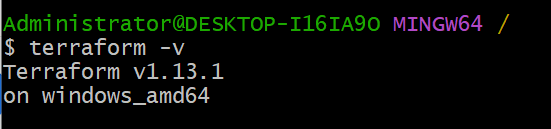 Administrator@DESKTOP-I16IA9O MINGW64 /
$ terraform -v
Terraform v1.13.1
on windows_amd64